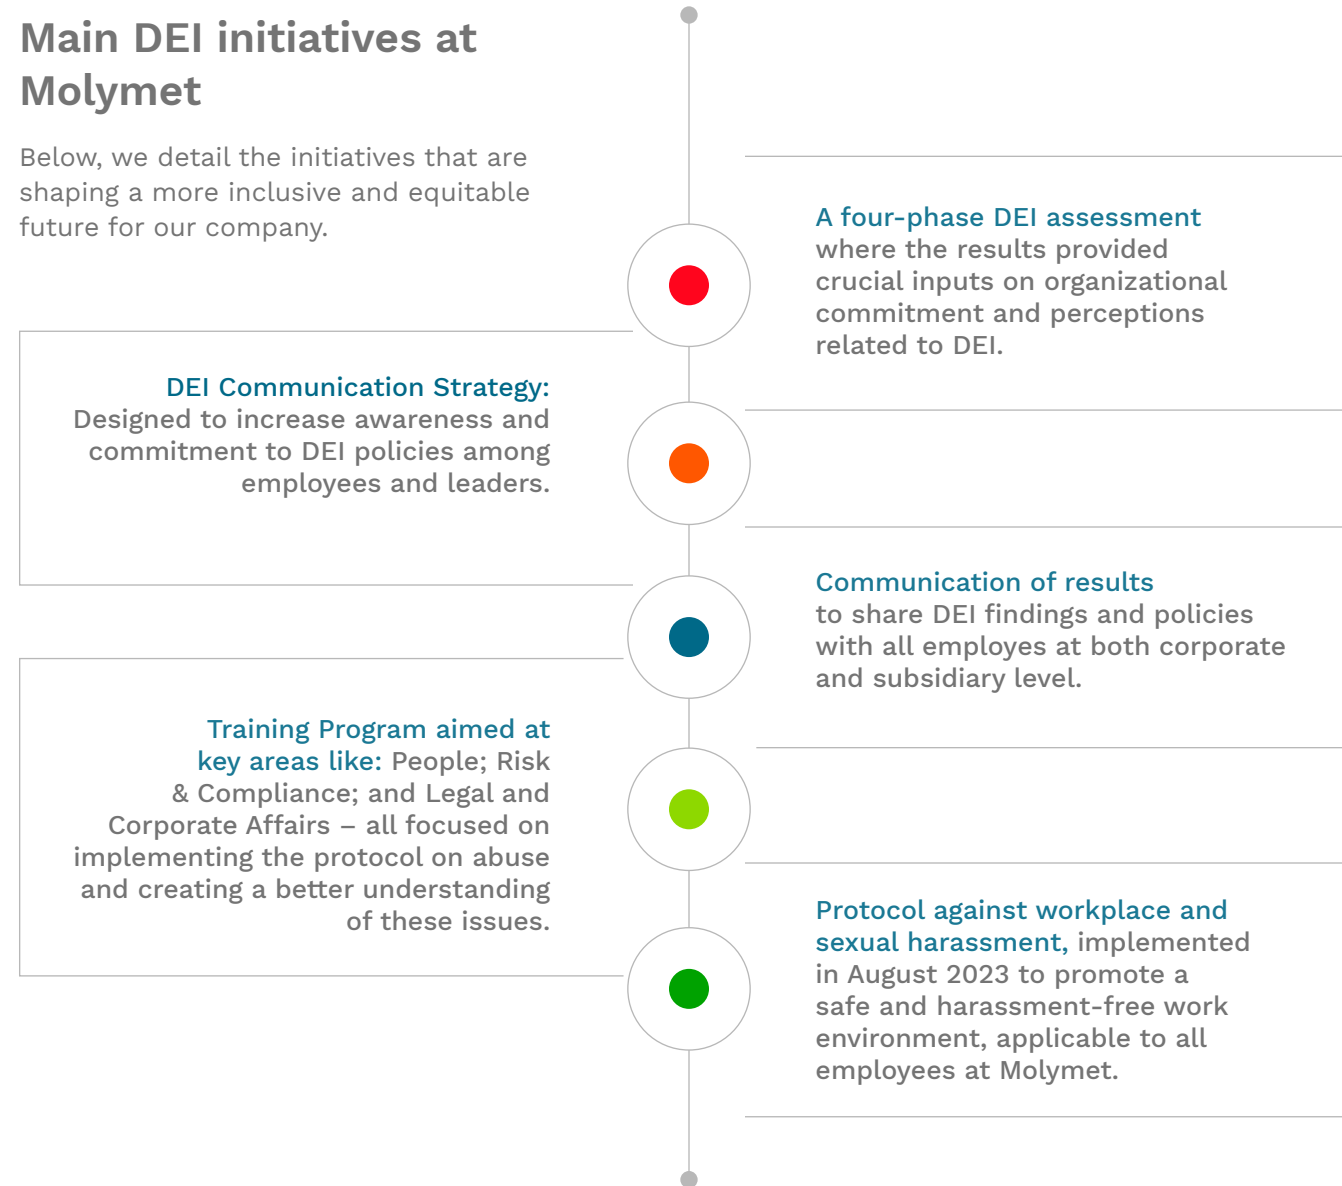 Main DEI initiatives at
Molymet
Below, we detail the initiatives that are
shaping a more inclusive and equitable
future for our company.
A four-phase DEI assessment
where the results provided
crucial inputs on organizational
commitment and perceptions
related to DEI.
DEI Communication Strategy:
Designed to increase awareness and
commitment to DEI policies among
employees and leaders.
Communication of results
to share DEI findings and policies
with all employes at both corporate
and subsidiary level.
Training Program aimed at
key areas like: People; Risk
& Compliance; and Legal and
Corporate Affairs – all focused on
implementing the protocol on abuse
and creating a better understanding
of these issues.
Protocol against workplace and
sexual harassment, implemented
in August 2023 to promote a
safe and harassment-free work
environment, applicable to all
employees at Molymet.